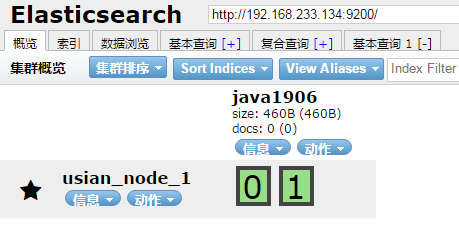 Elasticsearch http://192.168.233.134:9200/
概览 索引 数据浏览 基本查询 [+] 复合查询 [+] 基本查询 1 [-]
集群概览 集群排序 Sort Indices View Aliases Index Filter
java1906
size: 460B (460B)
docs: 0 (0)
信息 动作
usian_node_1 0 1
信息 动作